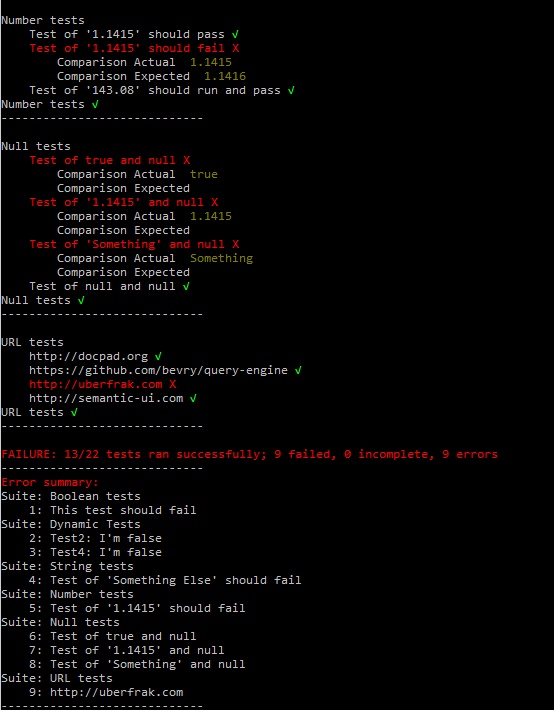 Number tests
Test of '1.1415' should pass √
Test of '1.1415' should fail X
Comparison Actual  1.1415
Comparison Expected  1.1416
Test of '143.08' should run and pass √
Number tests √
-----------------------------
Null tests
Test of true and null X
Comparison Actual  true
Comparison Expected
Test of '1.1415' and null X
Comparison Actual  1.1415
Comparison Expected
Test of 'Something' and null X
Comparison Actual  Something
Comparison Expected
Test of null and null √
Null tests √
-----------------------------
URL tests
http://docpad.org √
https://github.com/bevry/query-engine √
http://uberfrak.com X
http://semantic-ui.com √
URL tests √
-----------------------------
FAILURE: 13/22 tests ran successfully; 9 failed, 0 incomplete, 9 errors
-----------------------------
Error summary:
Suite: Boolean tests
1: This test should fail
Suite: Dynamic Tests
2: Test2: I'm false
3: Test4: I'm false
Suite: String tests
4: Test of 'Something Else' should fail
Suite: Number tests
5: Test of '1.1415' should fail
Suite: Null tests
6: Test of true and null
7: Test of '1.1415' and null
8: Test of 'Something' and null
Suite: URL tests
9: http://uberfrak.com
-----------------------------